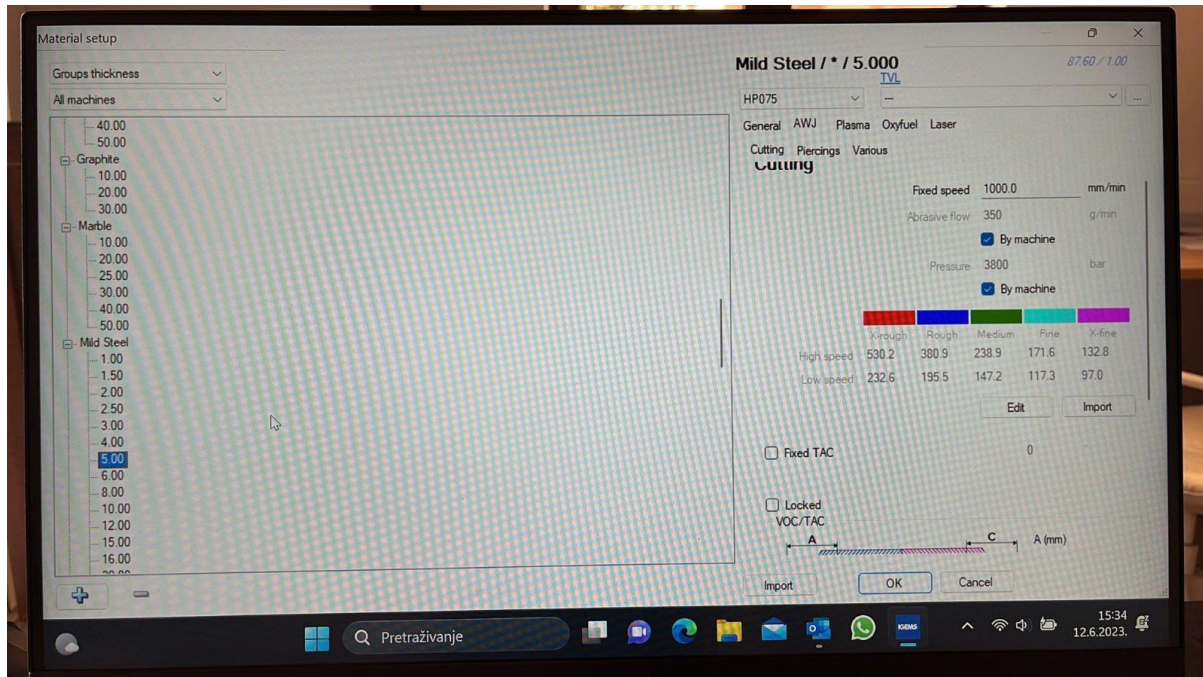 Material setup
Groups thickness
All machines
40.00
50.00
Graphite
10.00
20.00
30.00
Marble
10.00
20.00
25.00
30.00
40.00
50.00
Mild Steel
1.00
1.50
2.00
2.50
3.00
4.00
5.00
6.00
8.00
10.00
12.00
15.00
16.00
20.00
Mild Steel / * / 5.000
87.60 / 1.00
TVL
HP075
---
...
General AWJ Plasma Oxyfuel Laser
Cutting Piercings Various
Cutting
Fixed speed 1000.0 mm/min
Abrasive flow 350 g/min
By machine
Pressure 3800 bar
By machine
X-rough Rough Medium Fine X-fine
High speed 530.2 380.9 238.9 171.6 132.8
Low speed 232.6 195.5 147.2 117.3 97.0
Edit Import
Fixed TAC 0
Locked
VOC/TAC
A C A (mm)
Import OK Cancel
Pretraživanje
IGEMS
15:34
12.6.2023.